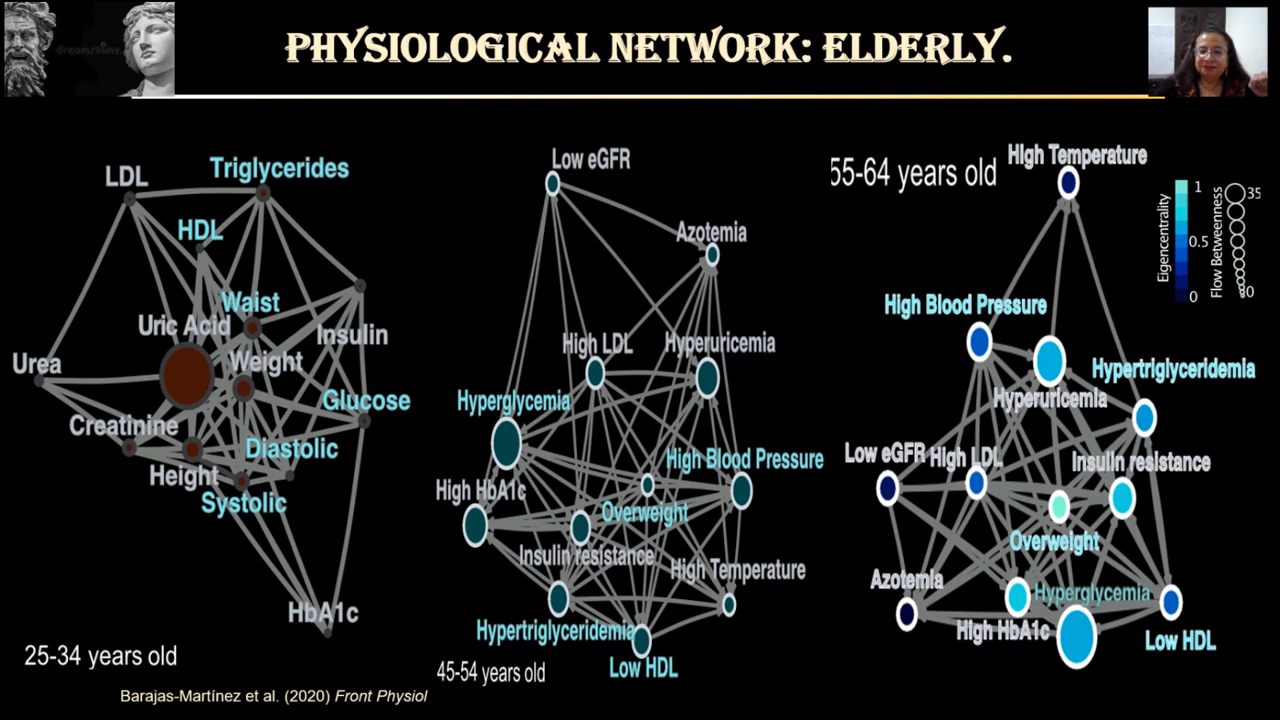 dreamstime
PHYSIOLOGICAL NETWORK: ELDERLY.
LDL
Triglycerides
HDL
Waist
Uric Acid
Insulin
Urea
Weight
Glucose
Creatinine
Diastolic
Height
Systolic
HbA1c
25-34 years old
Barajas-Martínez et al. (2020) Front Physiol
Low eGFR
Azotemia
High LDL
Hyperuricemia
Hyperglycemia
High Blood Pressure
High HbA1c
Overweight
Insulin resistance
High Temperature
Hypertriglyceridemia
Low HDL
45-54 years old
55-64 years old
High Temperature
High Blood Pressure
Hyperuricemia
Hypertriglyceridemia
Low eGFR
High LDL
Insulin resistance
Overweight
Azotemia
Hyperglycemia
High HbA1c
Low HDL
Eigencentrality
1
0.5
0
Flow Betweenness
35
0